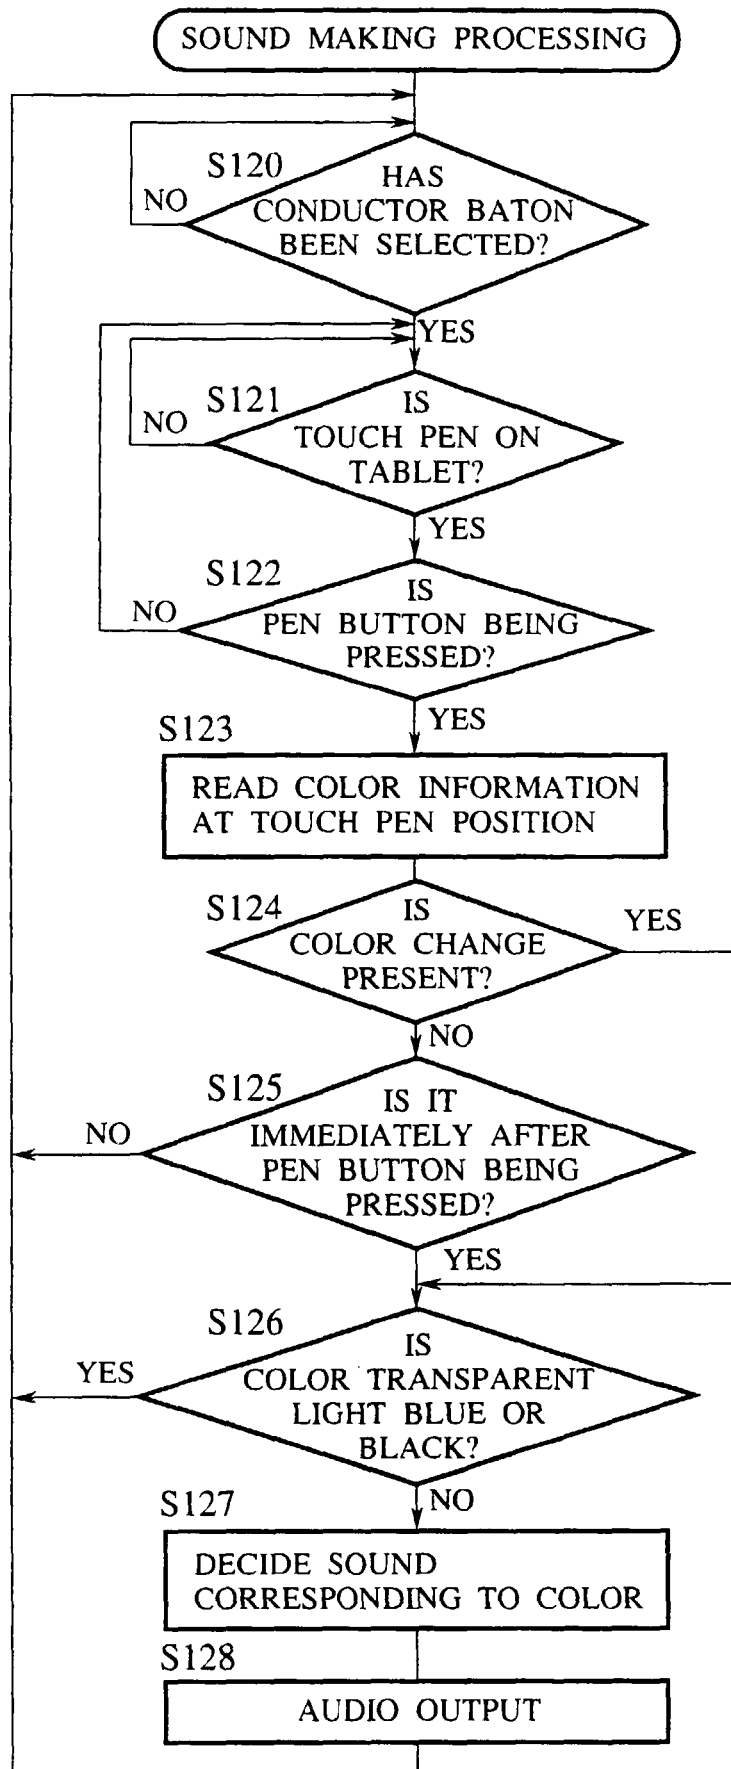 SOUND MAKING PROCESSING
S120
HAS
CONDUCTOR BATON
BEEN SELECTED?
NO
YES
S121
IS
TOUCH PEN ON
TABLET?
NO
YES
S122
IS
PEN BUTTON BEING
PRESSED?
NO
YES
S123
READ COLOR INFORMATION
AT TOUCH PEN POSITION
S124
IS
COLOR CHANGE
PRESENT?
YES
NO
S125
IS IT
IMMEDIATELY AFTER
PEN BUTTON BEING
PRESSED?
NO
YES
S126
IS
COLOR TRANSPARENT
LIGHT BLUE OR
BLACK?
YES
NO
S127
DECIDE SOUND
CORRESPONDING TO COLOR
S128
AUDIO OUTPUT